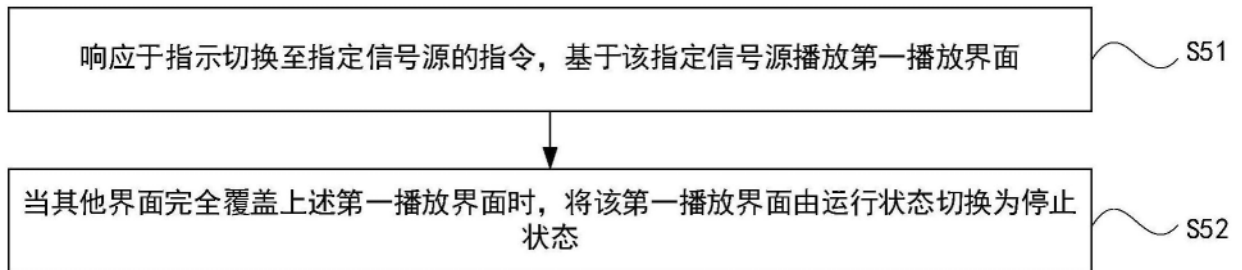 响应于指示切换至指定信号源的指令，基于该指定信号源播放第一播放界面
S51
当其他界面完全覆盖上述第一播放界面时，将该第一播放界面由运行状态切换为停止
状态
S52